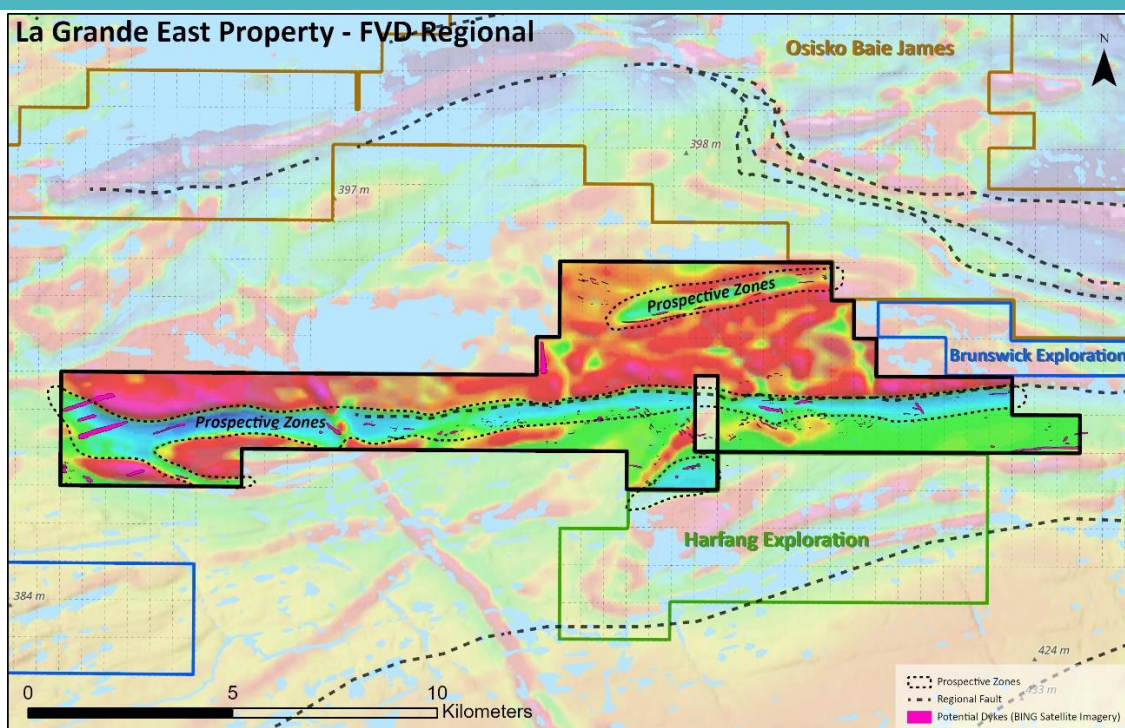 La Grande East Property - FVD Regional
Osisko Baie James
N
398 m
397 m
Prospective Zones
Brunswick Exploration
Prospective Zones
Harfang Exploration
384 m
424 m
433 m
0 5 10
Kilometers
Prospective Zones
Regional Fault
Potential Dykes (BING Satellite Imagery)